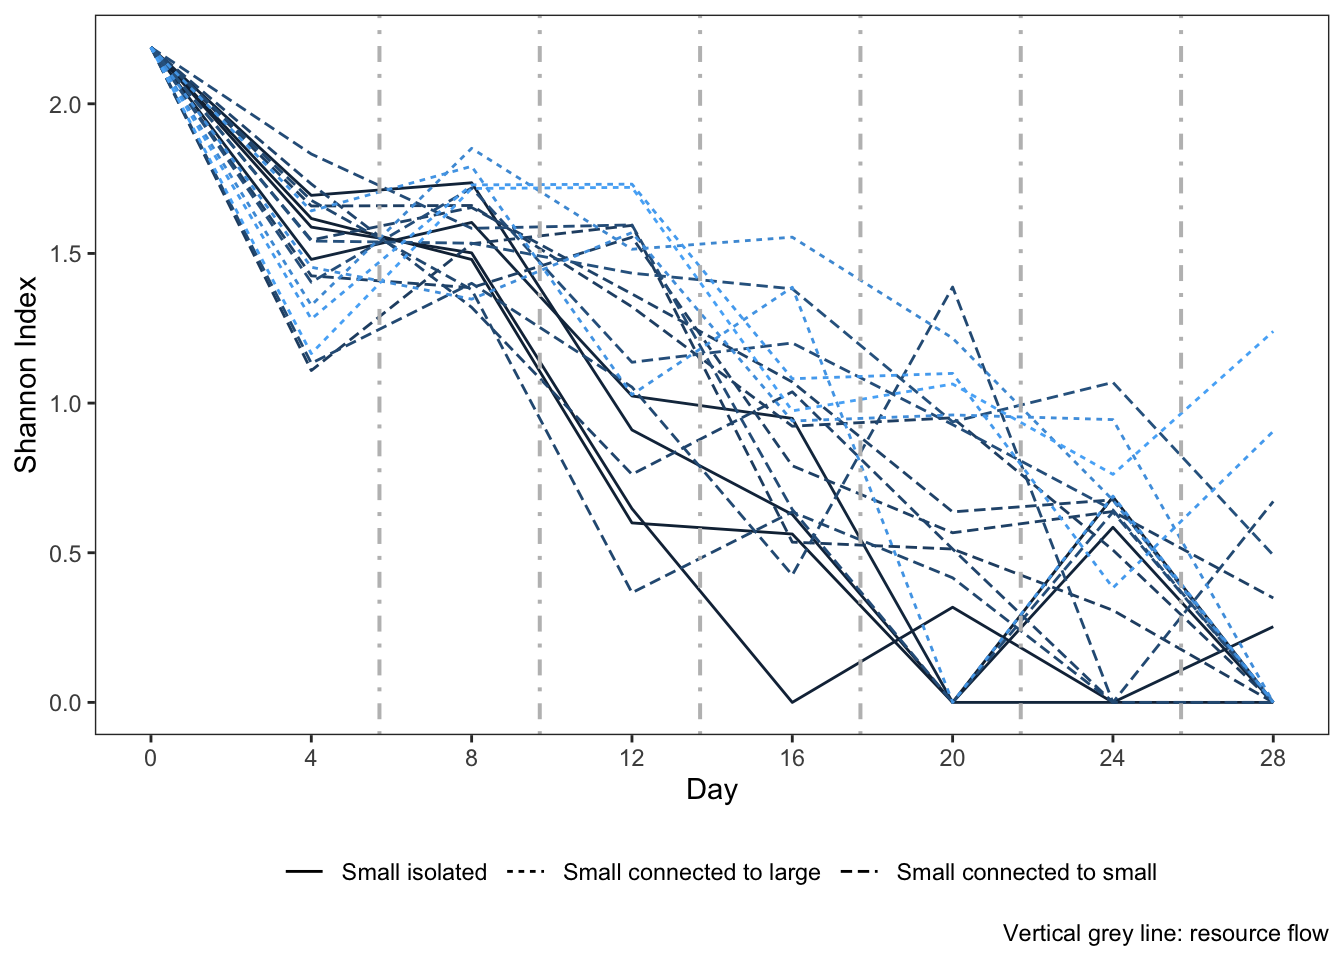 Shannon Index
2.0
1.5
1.0
0.5
0.0
0 4 8 12 16 20 24 28
Day
Small isolated Small connected to large Small connected to small
Vertical grey line: resource flow